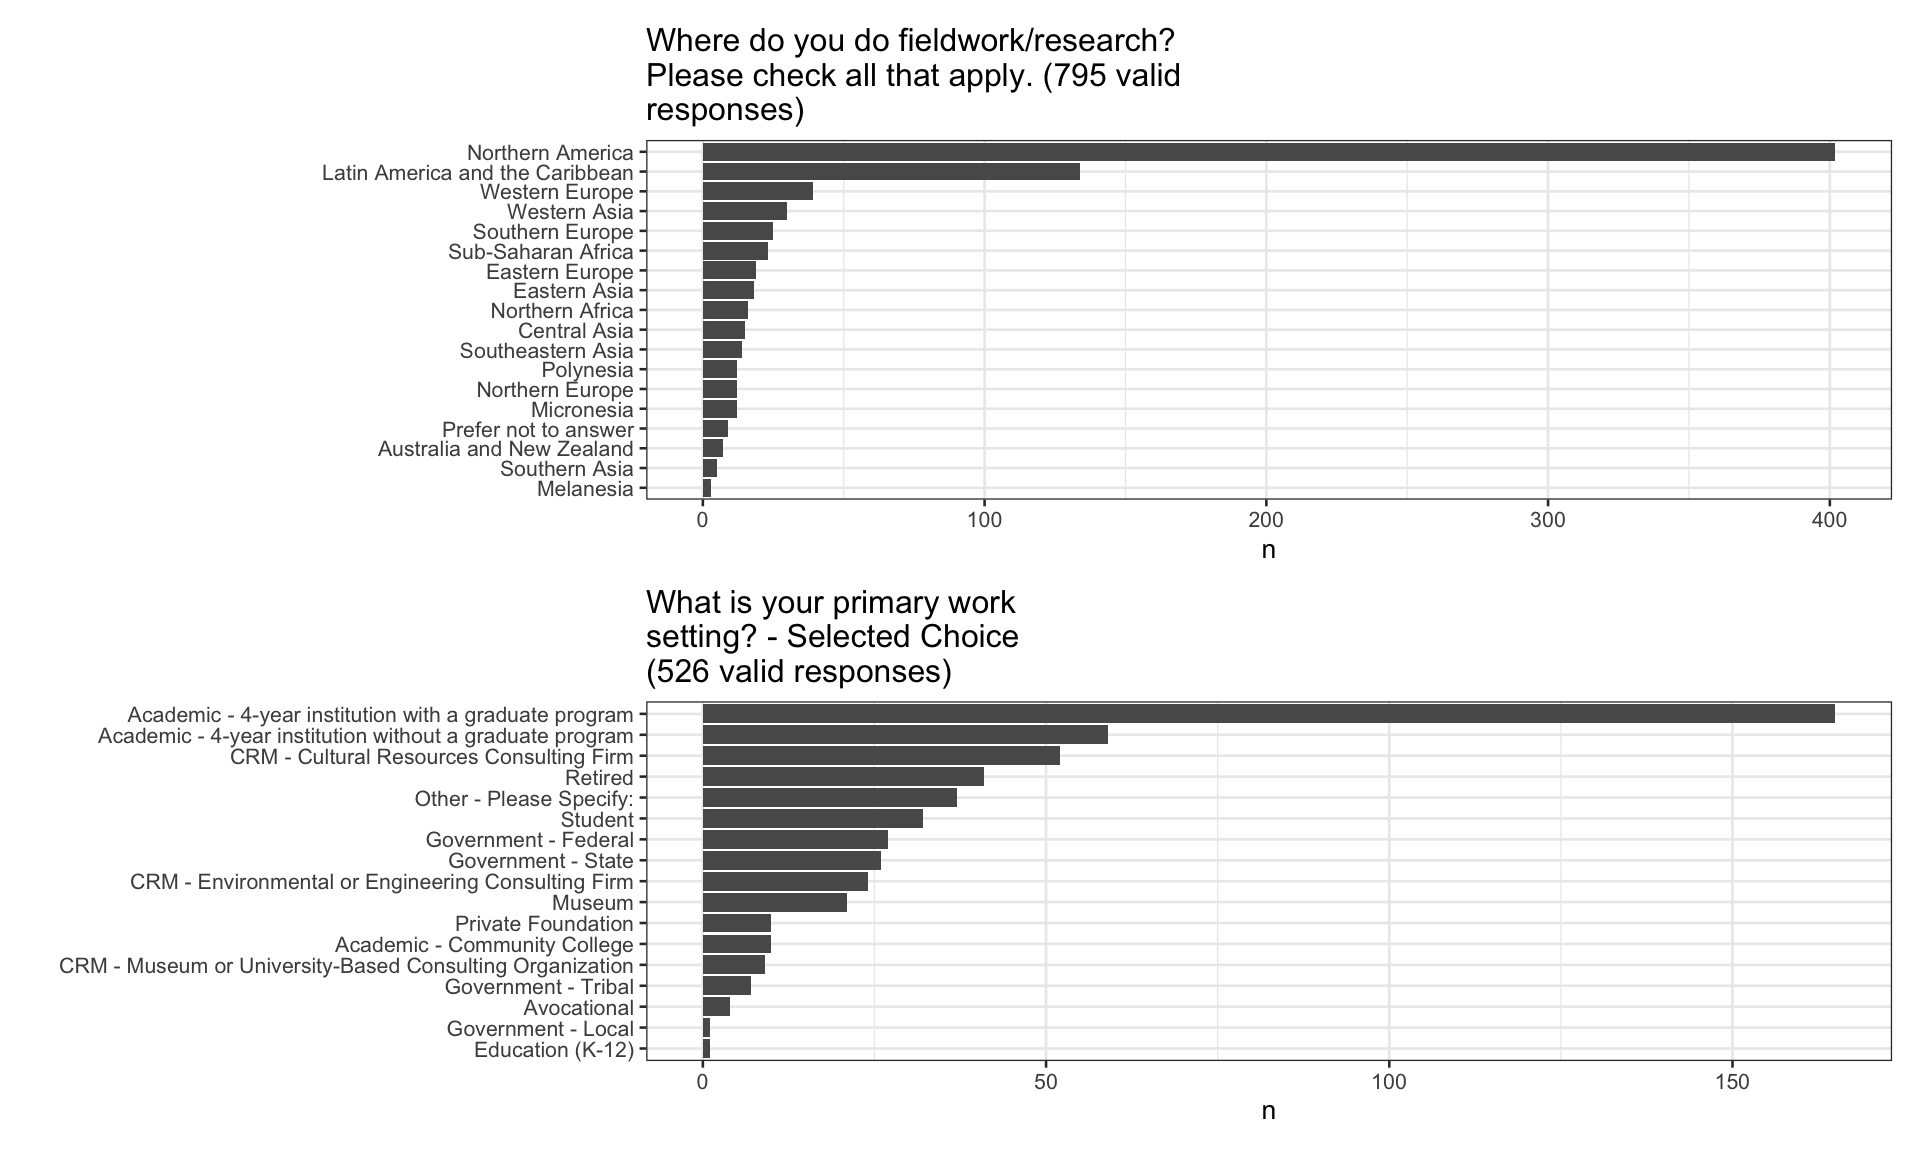 Where do you do fieldwork/research?
Please check all that apply. (795 valid
responses)
Northern America
Latin America and the Caribbean
Western Europe
Western Asia
Southern Europe
Sub-Saharan Africa
Eastern Europe
Eastern Asia
Northern Africa
Central Asia
Southeastern Asia
Polynesia
Northern Europe
Micronesia
Prefer not to answer
Australia and New Zealand
Southern Asia
Melanesia
0 100 200 300 400
n
What is your primary work
setting? - Selected Choice
(526 valid responses)
Academic - 4-year institution with a graduate program
Academic - 4-year institution without a graduate program
CRM - Cultural Resources Consulting Firm
Retired
Other - Please Specify:
Student
Government - Federal
Government - State
CRM - Environmental or Engineering Consulting Firm
Museum
Private Foundation
Academic - Community College
CRM - Museum or University-Based Consulting Organization
Government - Tribal
Avocational
Government - Local
Education (K-12)
0 50 100 150
n